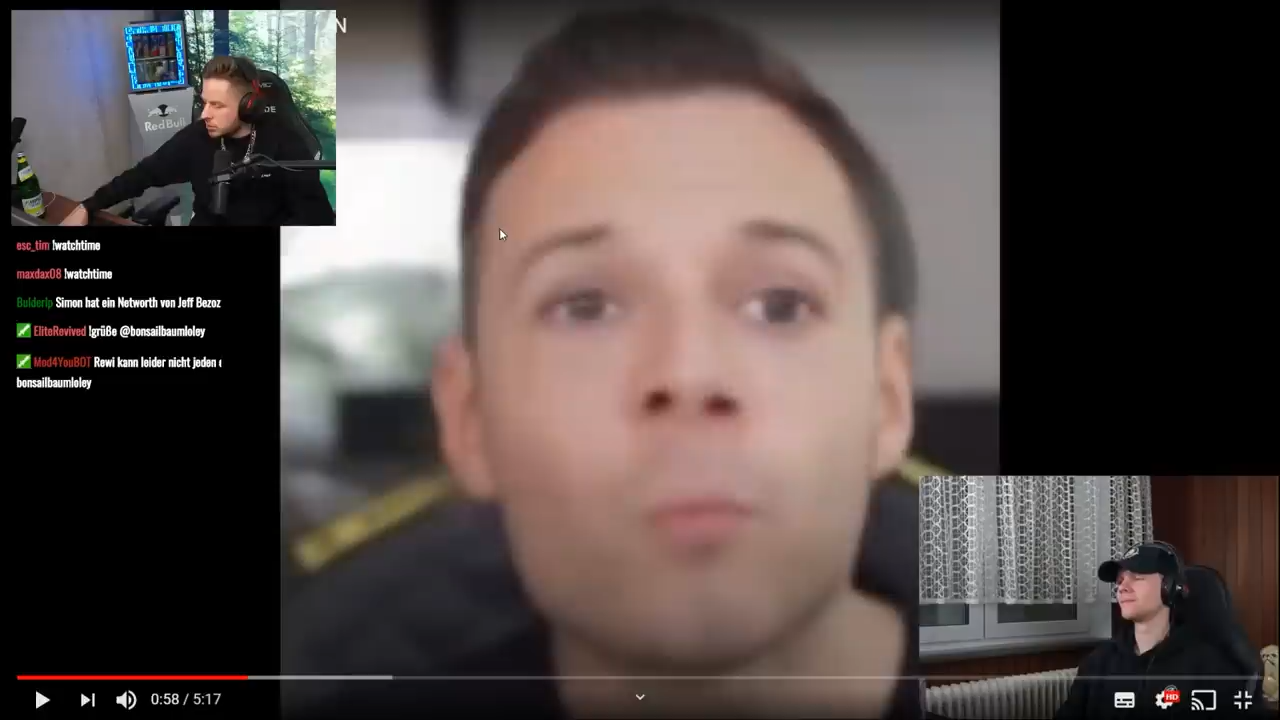 N
Red Bull
esc_tim !watchtime
maxdax08 !watchtime
Bulderlp Simon hat ein Networth von Jeff Bezoz
EliteRevived !grüße @bonsailbaumloley
Mod4YouBOT Rewi kann leider nicht jeden
bonsailbaumloley
0:58 / 5:17
HD